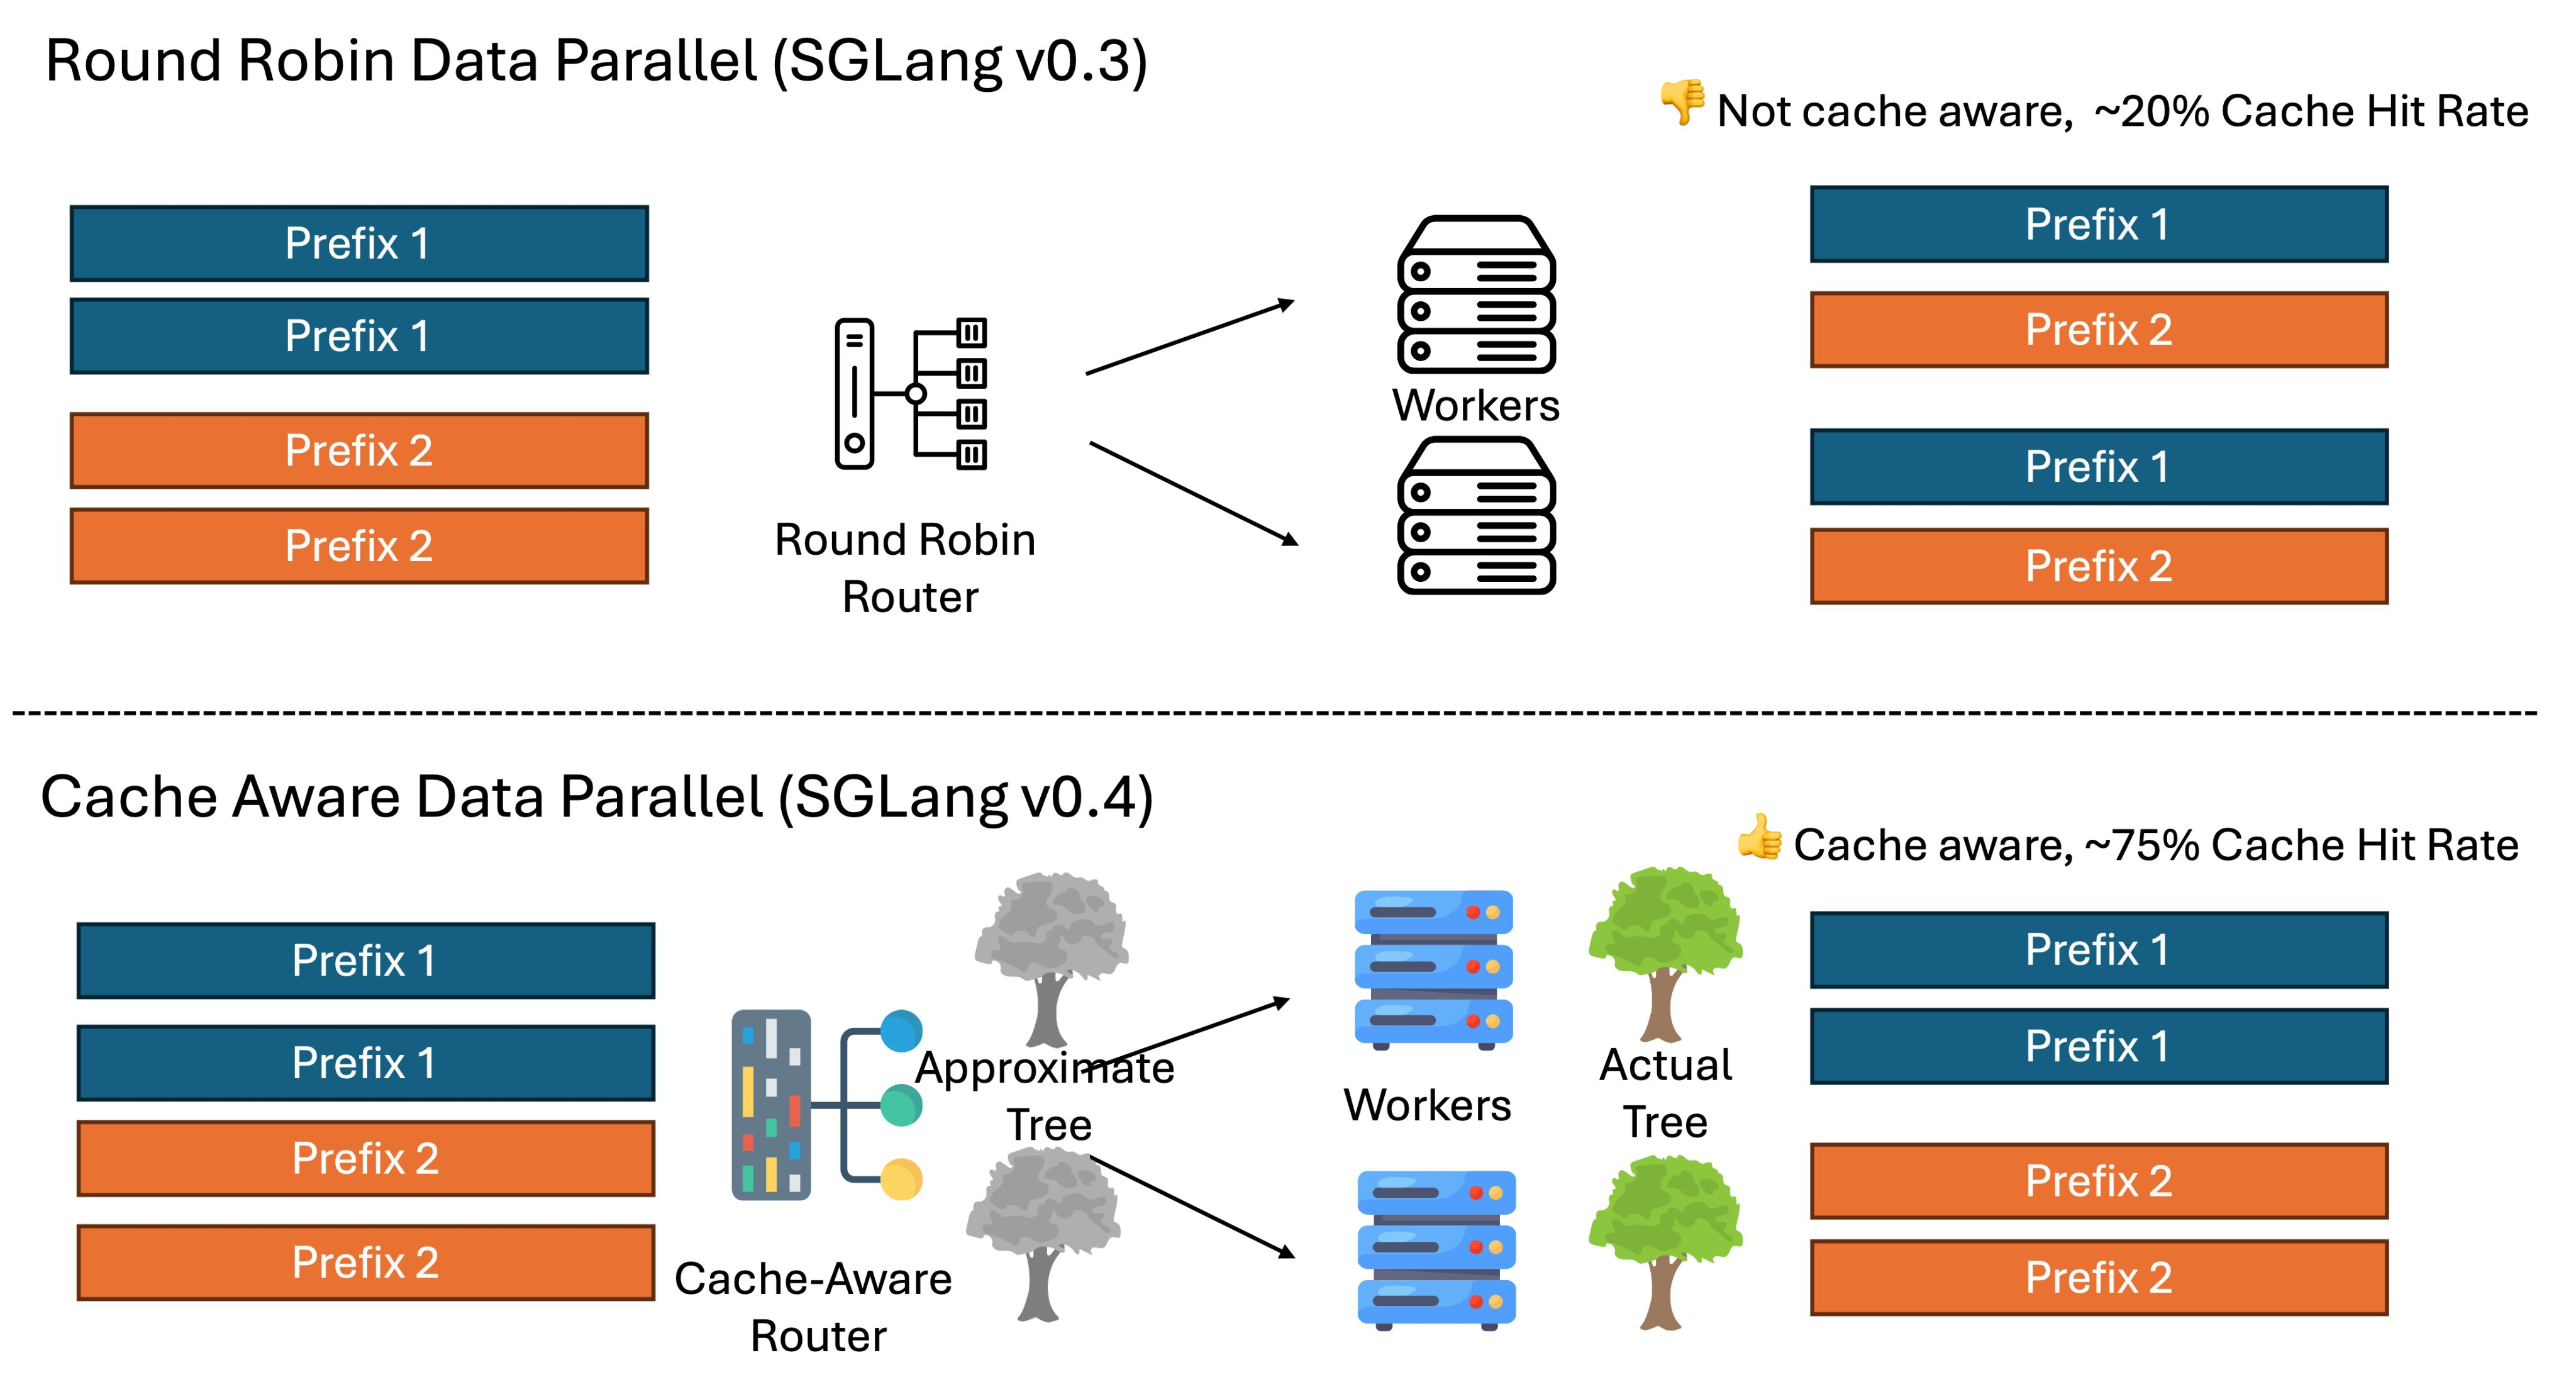 Round Robin Data Parallel (SGLang v0.3)
Not cache aware, ~20% Cache Hit Rate
Prefix 1
Prefix 1
Prefix 2
Prefix 2
Round Robin
Router
Workers
Prefix 1
Prefix 2
Prefix 1
Prefix 2
Cache Aware Data Parallel (SGLang v0.4)
Cache aware, ~75% Cache Hit Rate
Prefix 1
Prefix 1
Prefix 2
Prefix 2
Cache-Aware
Router
Approximate
Tree
Workers
Actual
Tree
Prefix 1
Prefix 1
Prefix 2
Prefix 2